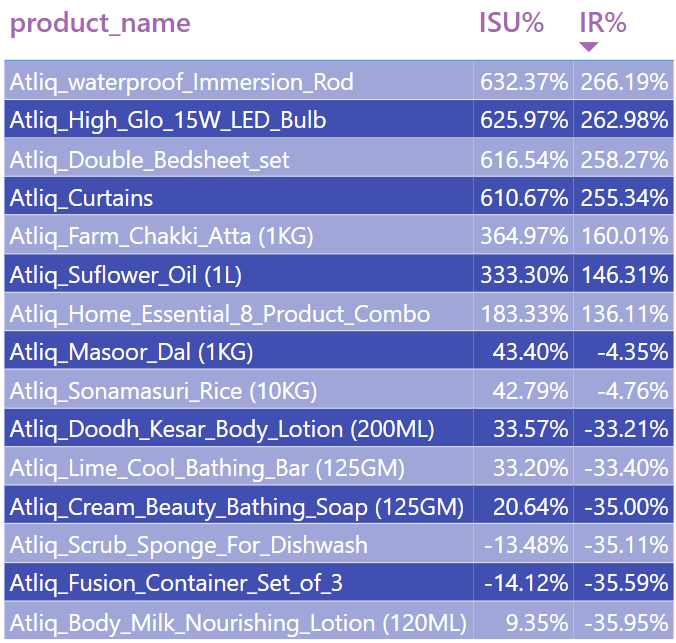 product_name ISU% IR%
Atliq_waterproof_Immersion_Rod 632.37% 266.19%
Atliq_High_Glo_15W_LED_Bulb 625.97% 262.98%
Atliq_Double_Bedsheet_set 616.54% 258.27%
Atliq_Curtains 610.67% 255.34%
Atliq_Farm_Chakki_Atta (1KG) 364.97% 160.01%
Atliq_Suflower_Oil (1L) 333.30% 146.31%
Atliq_Home_Essential_8_Product_Combo 183.33% 136.11%
Atliq_Masoor_Dal (1KG) 43.40% -4.35%
Atliq_Sonamasuri_Rice (10KG) 42.79% -4.76%
Atliq_Doodh_Kesar_Body_Lotion (200ML) 33.57% -33.21%
Atliq_Lime_Cool_Bathing_Bar (125GM) 33.20% -33.40%
Atliq_Cream_Beauty_Bathing_Soap (125GM) 20.64% -35.00%
Atliq_Scrub_Sponge_For_Dishwash -13.48% -35.11%
Atliq_Fusion_Container_Set_of_3 -14.12% -35.59%
Atliq_Body_Milk_Nourishing_Lotion (120ML) 9.35% -35.95%